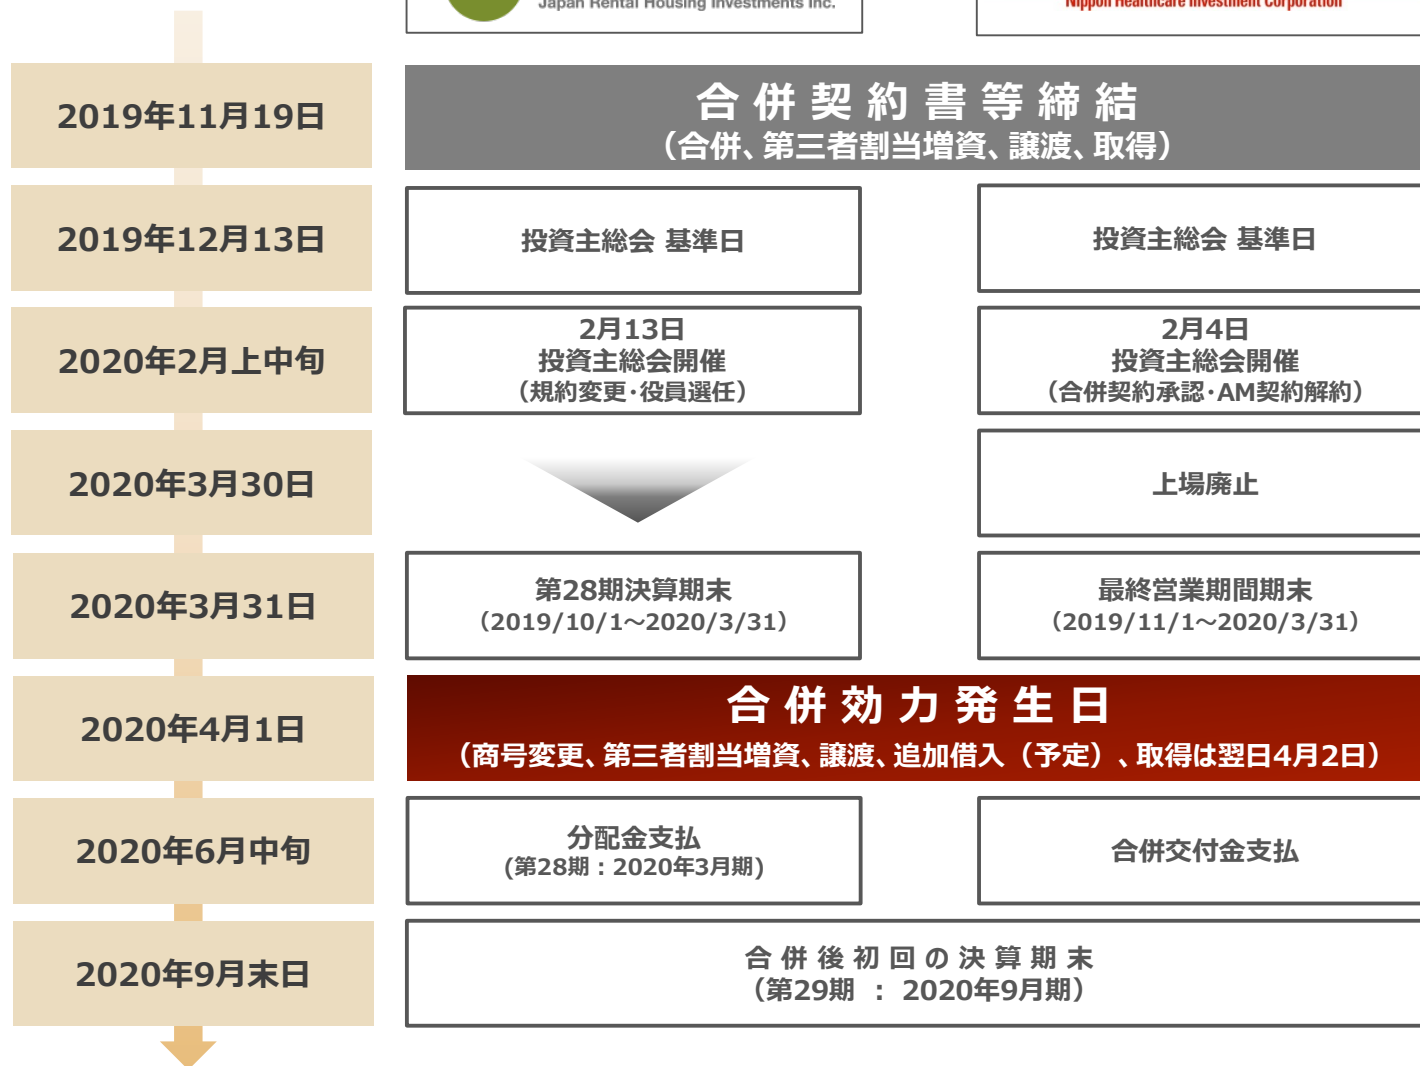 Japan Rental Housing Investments Inc.
Nippon Healthcare Investment Corporation
2019年11月19日
合併契約書等締結
（合併、第三者割当増資、譲渡、取得）
2019年12月13日
投資主総会 基準日
投資主総会 基準日
2020年2月上中旬
2月13日
投資主総会開催
（規約変更・役員選任）
2月4日
投資主総会開催
（合併契約承認・AM契約解約）
2020年3月30日
上場廃止
2020年3月31日
第28期決算期末
（2019/10/1～2020/3/31）
最終営業期間期末
（2019/11/1～2020/3/31）
2020年4月1日
合併効力発生日
（商号変更、第三者割当増資、譲渡、追加借入（予定）、取得は翌日4月2日）
2020年6月中旬
分配金支払
(第28期：2020年3月期)
合併交付金支払
2020年9月末日
合併後初回の決算期末
（第29期 ： 2020年9月期）